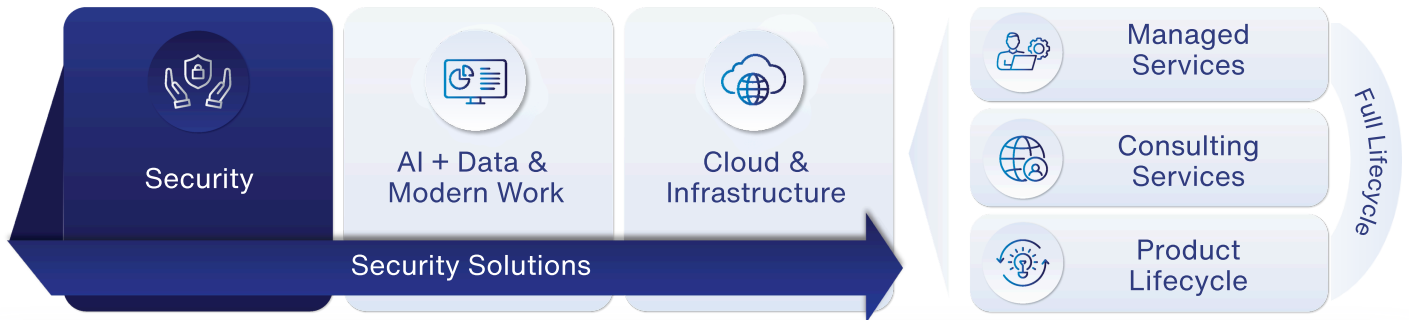 Security
AI + Data &
Modern Work
Cloud &
Infrastructure
Security Solutions
Managed
Services
Consulting
Services
Product
Lifecycle
Full Lifecycle